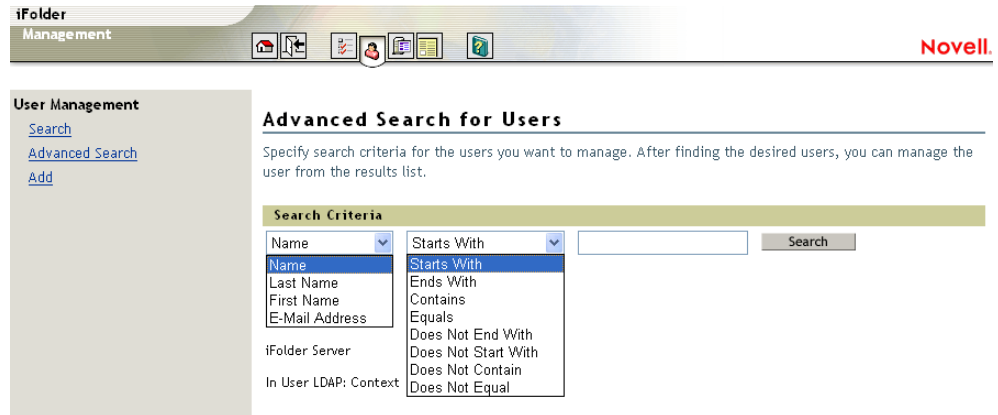 iFolder
Management
Novell.
User Management
Search
Advanced Search
Add
Advanced Search for Users
Specify search criteria for the users you want to manage. After finding the desired users, you can manage the
user from the results list.
Search Criteria
Name
Starts With
Search
Name
Last Name
First Name
E-Mail Address
Starts With
Ends With
Contains
Equals
Does Not End With
Does Not Start With
Does Not Contain
Does Not Equal
iFolder Server
In User LDAP: Context